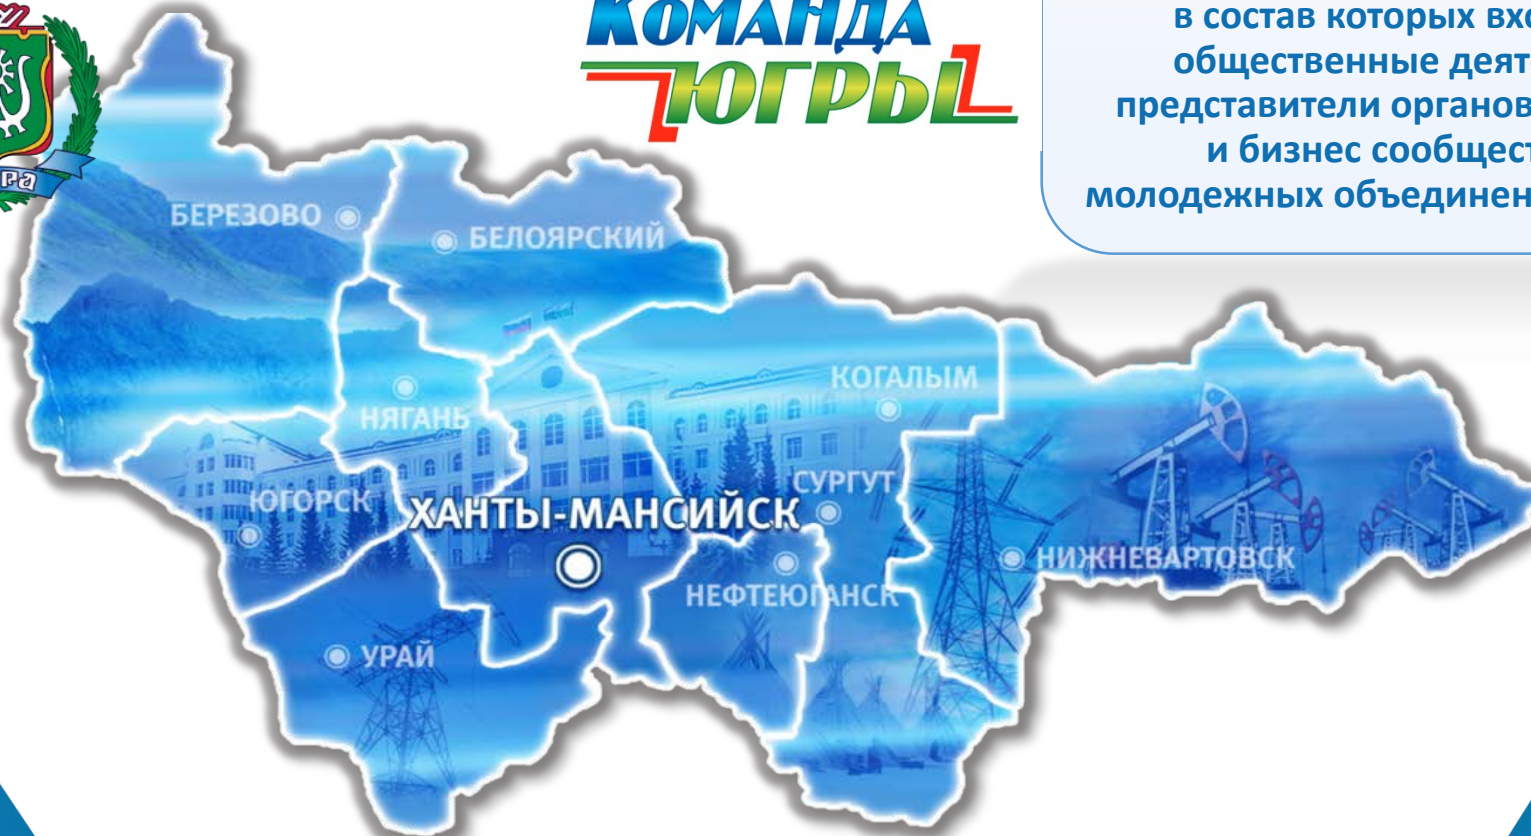 КОМАНДА
ЮГРЫ
в состав которых вхо
общественные деят
представители органов
и бизнес сообщест
молодежных объединен
БЕРЕЗОВО
БЕЛОЯРСКИЙ
НЯГАНЬ
КОГАЛЫМ
ЮГОРСК
ХАНТЫ-МАНСИЙСК
СУРГУТ
НЕФТЕЮГАНСК
НИЖНЕВАРТОВСК
УРАЙ